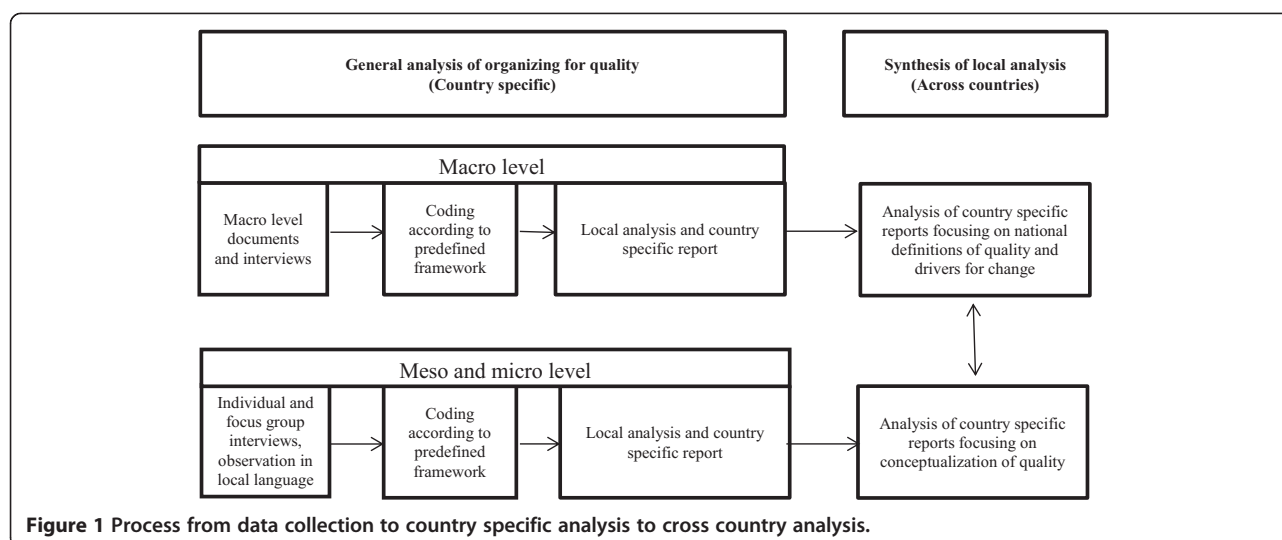 General analysis of organizing for quality
(Country specific)
Synthesis of local analysis
(Across countries)
Macro level
Macro level
documents
and interviews
Coding
according to
predefined
framework
Local analysis and country
specific report
Analysis of country specific
reports focusing on national
definitions of quality and
drivers for change
Meso and micro level
Individual and
focus group
interviews,
observation in
local language
Coding
according to
predefined
framework
Local analysis and country
specific report
Analysis of country specific
reports focusing on
conceptualization of quality
Figure 1 Process from data collection to country specific analysis to cross country analysis.